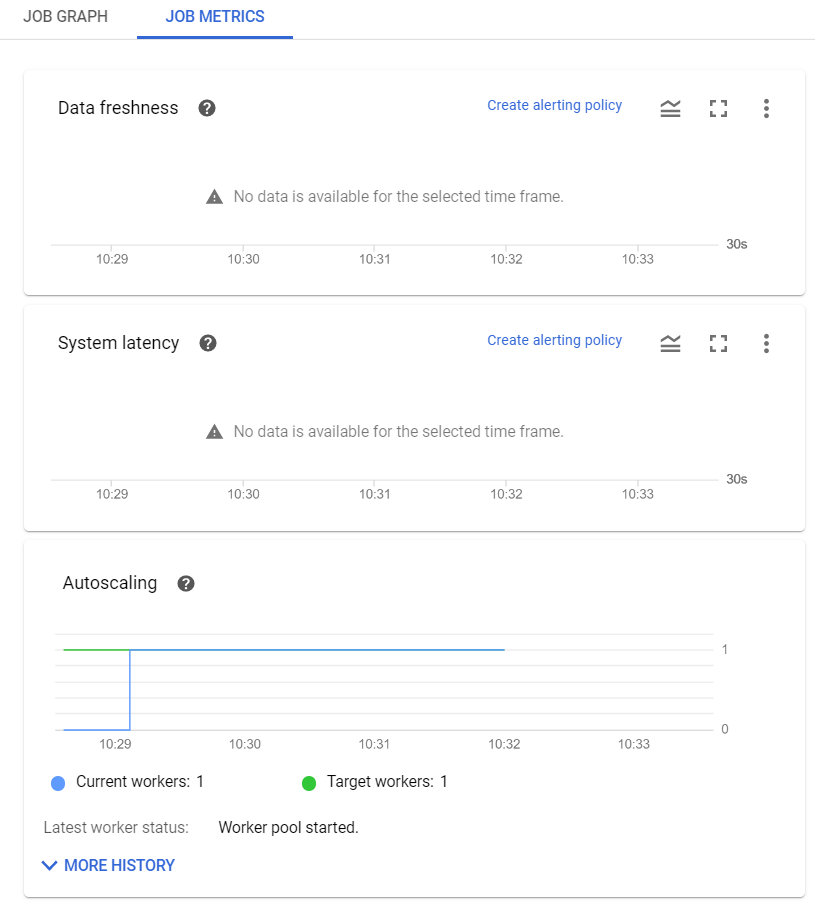 JOB GRAPH JOB METRICS
Data freshness ? Create alerting policy
No data is available for the selected time frame.
30s
10:29 10:30 10:31 10:32 10:33
System latency ? Create alerting policy
No data is available for the selected time frame.
30s
10:29 10:30 10:31 10:32 10:33
Autoscaling ?
1
0
10:29 10:30 10:31 10:32 10:33
Current workers: 1 Target workers: 1
Latest worker status: Worker pool started.
MORE HISTORY